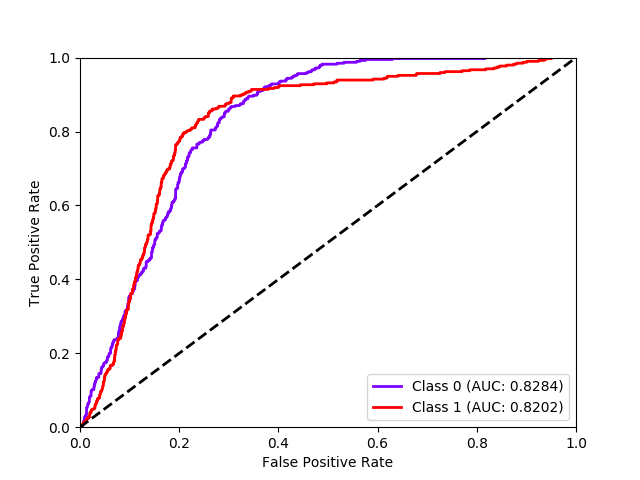 1.0
0.8
0.6
0.4
0.2
0.0
True Positive Rate
0.0 0.2 0.4 0.6 0.8 1.0
False Positive Rate
Class 0 (AUC: 0.8284)
Class 1 (AUC: 0.8202)